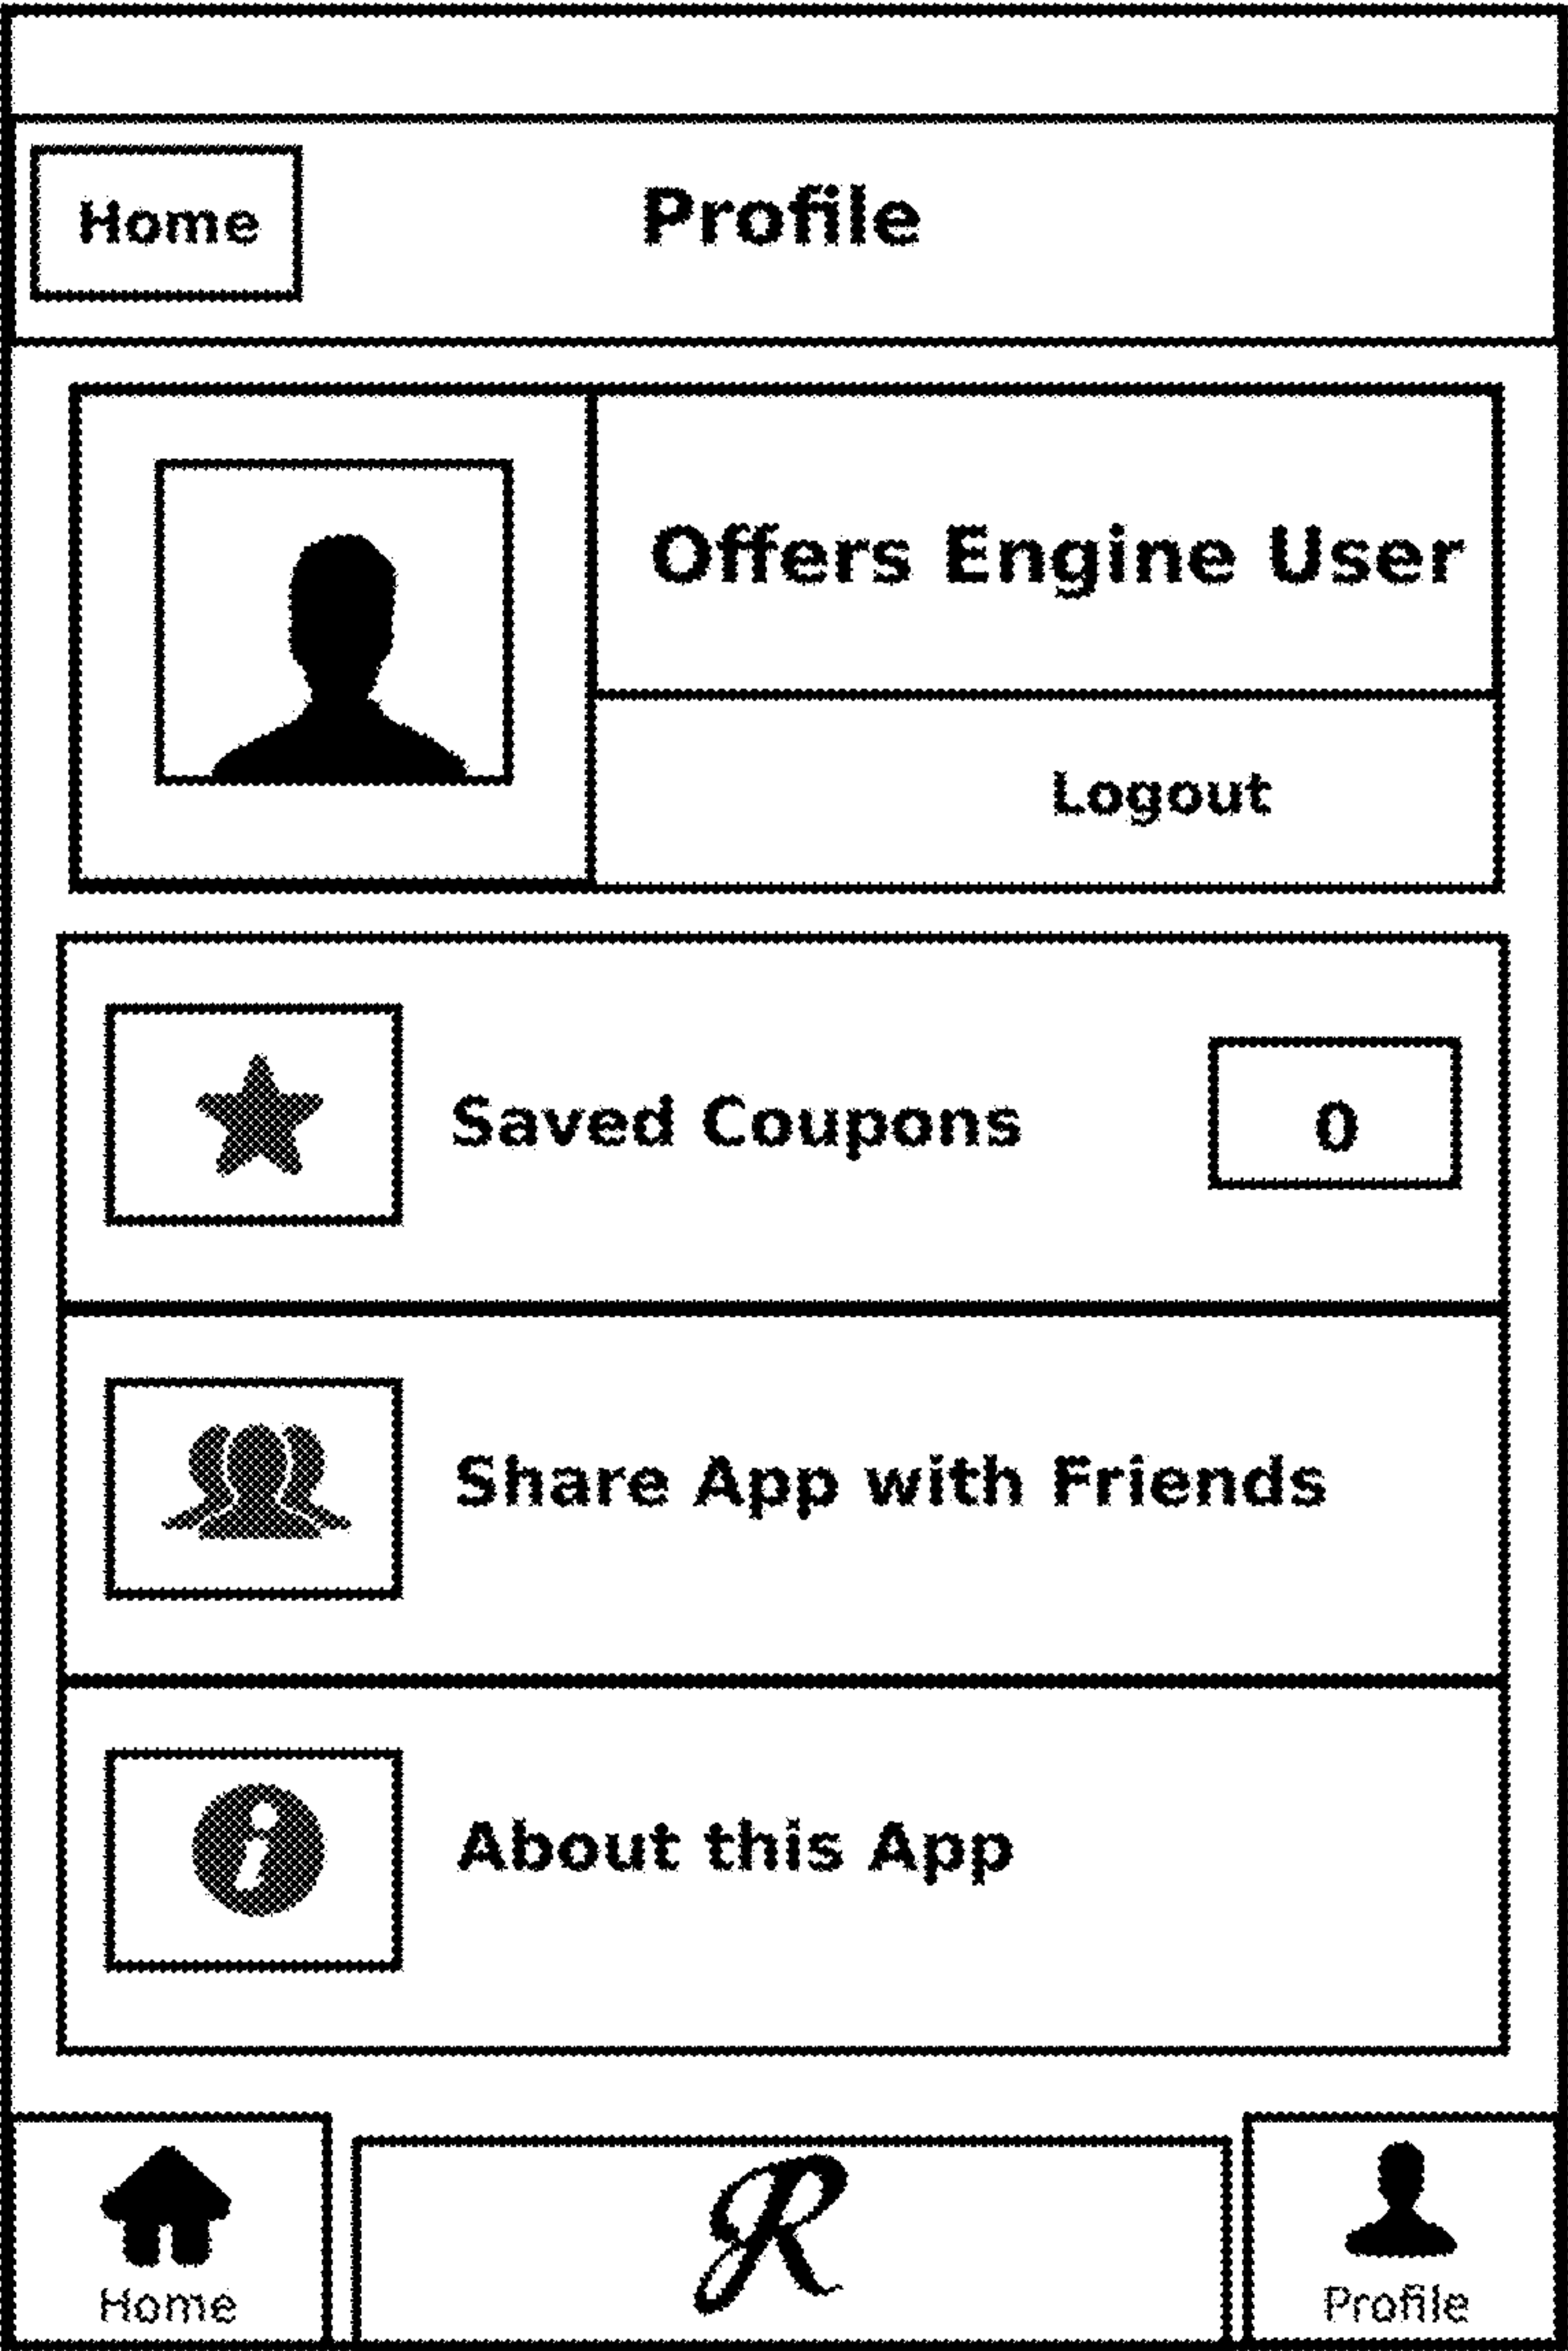 Home
Profile
Offers Engine User
Logout
Saved Coupons
0
Share App with Friends
i
About this App
R
Home
Profile